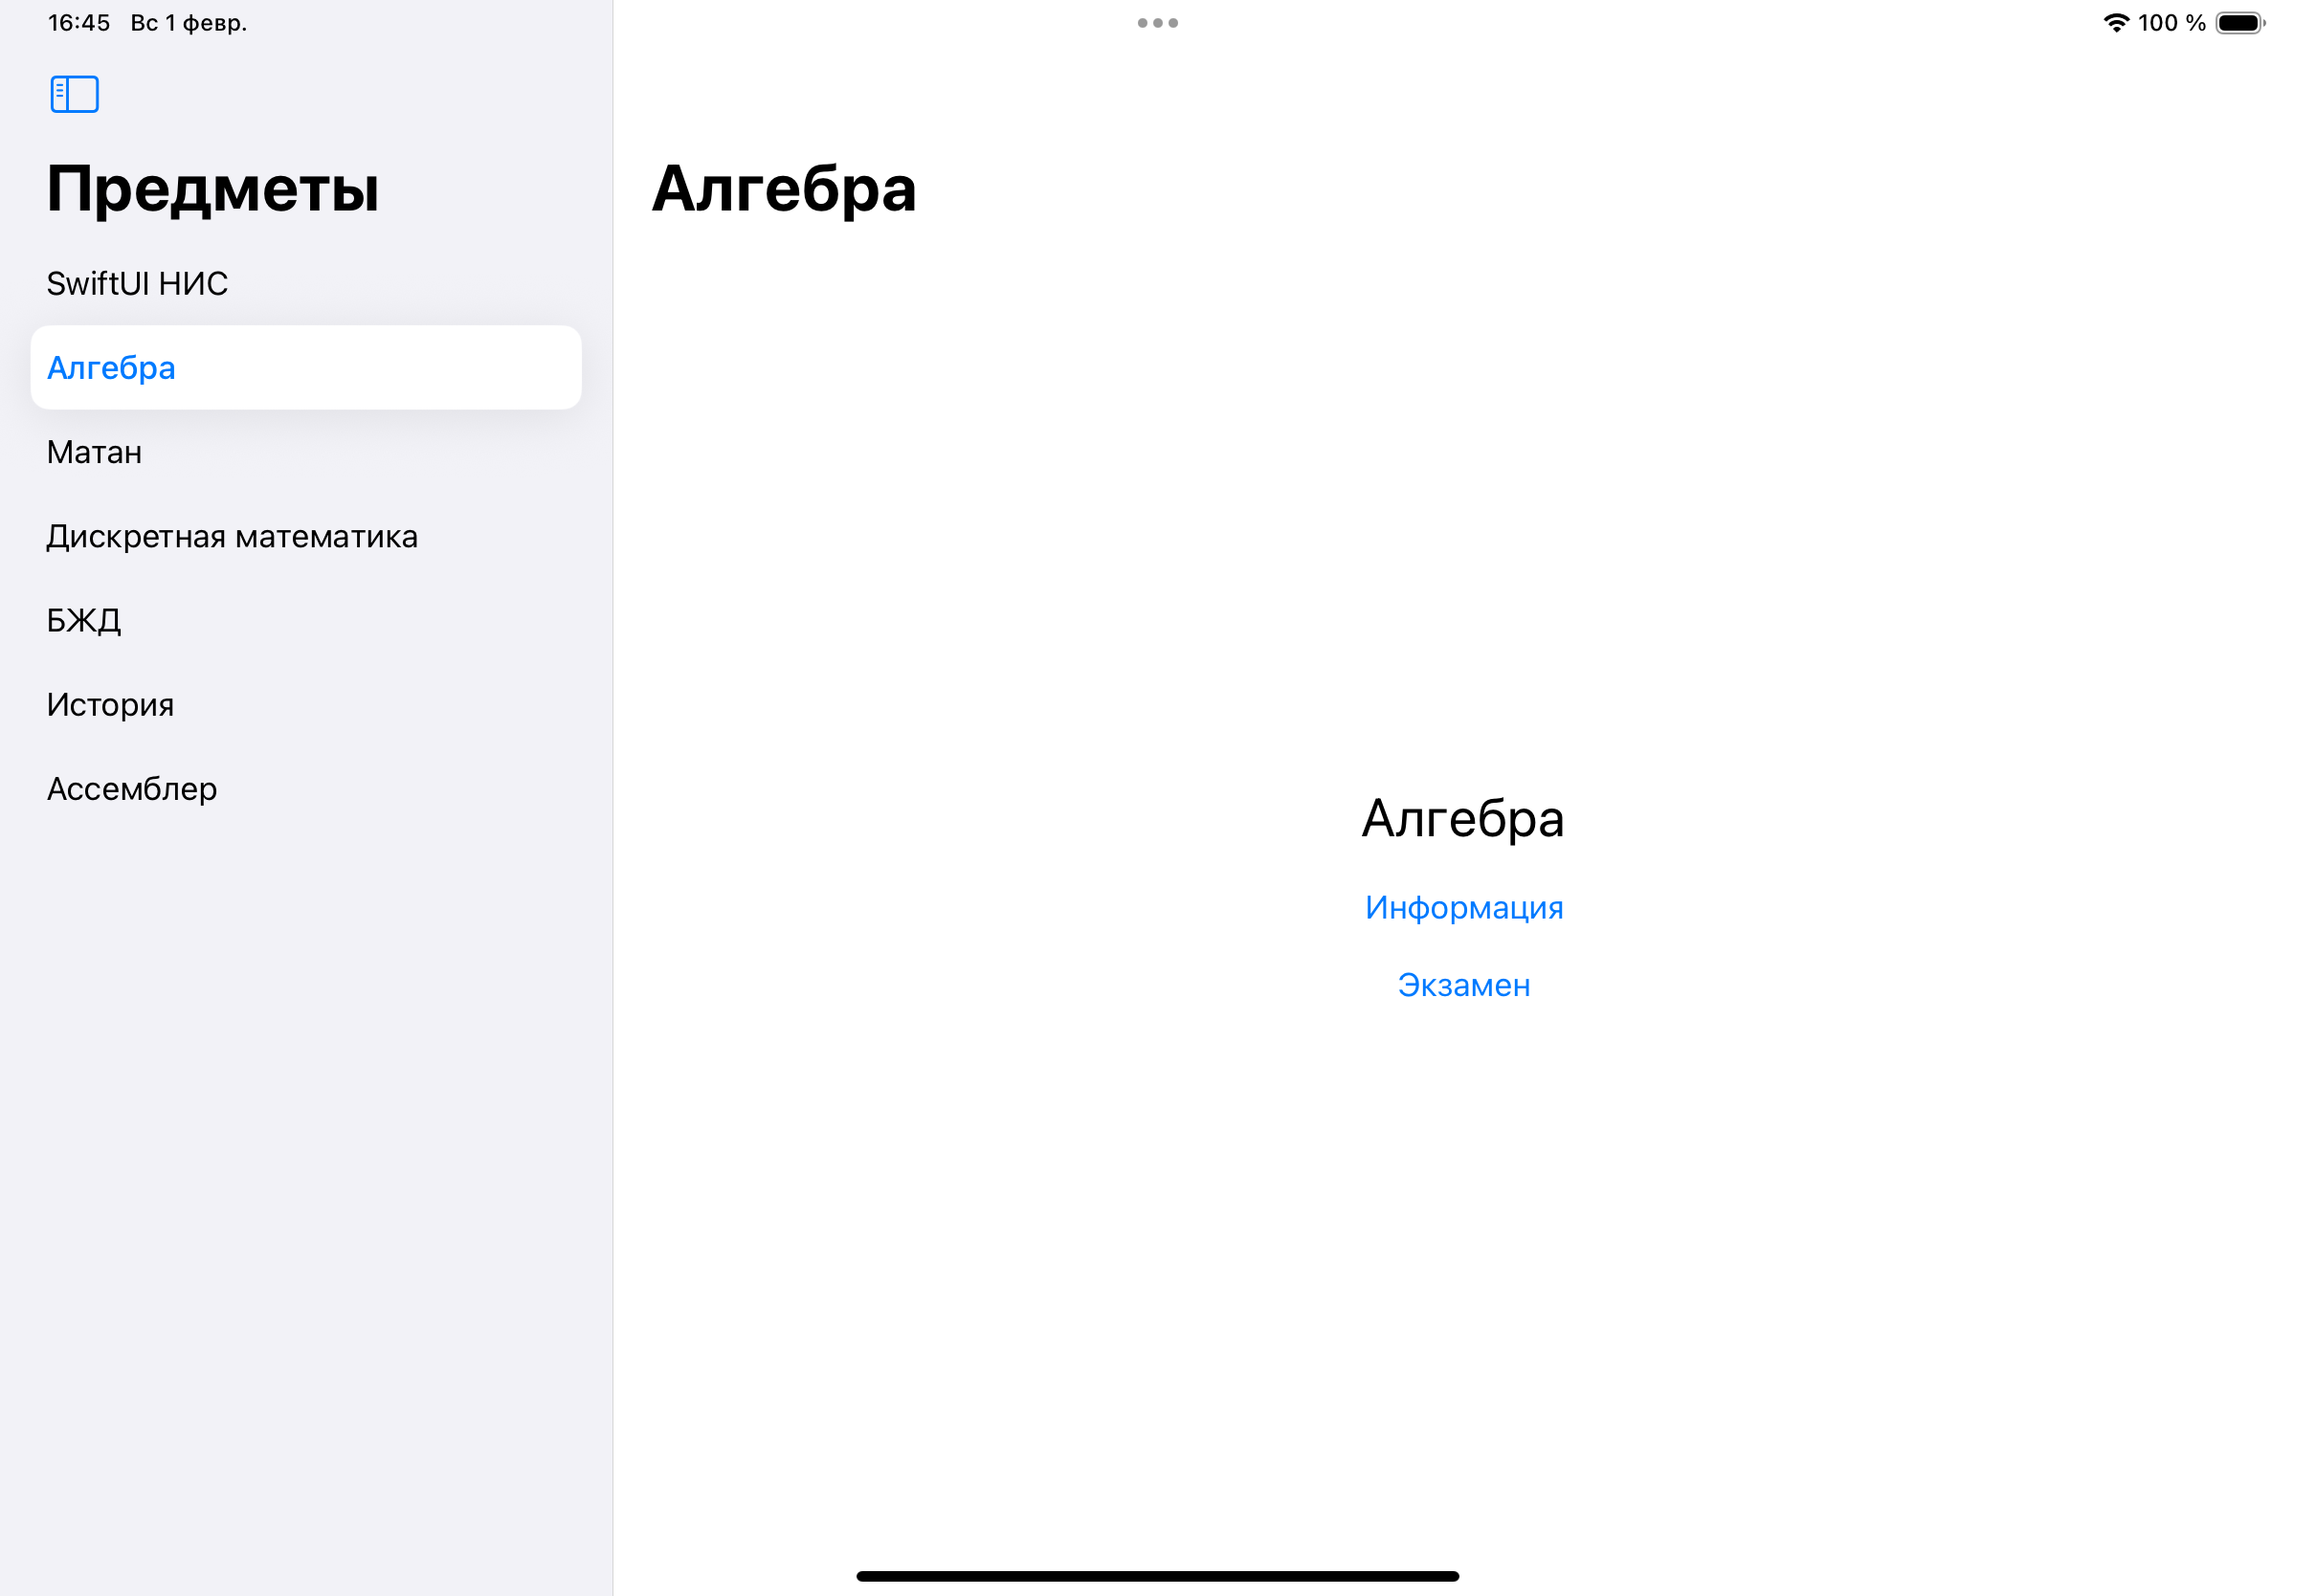 16:45 Вс 1 февр.
100 %
Предметы
SwiftUI НИС
Алгебра
Матан
Дискретная математика
БЖД
История
Ассемблер
Алгебра
Алгебра
Информация
Экзамен